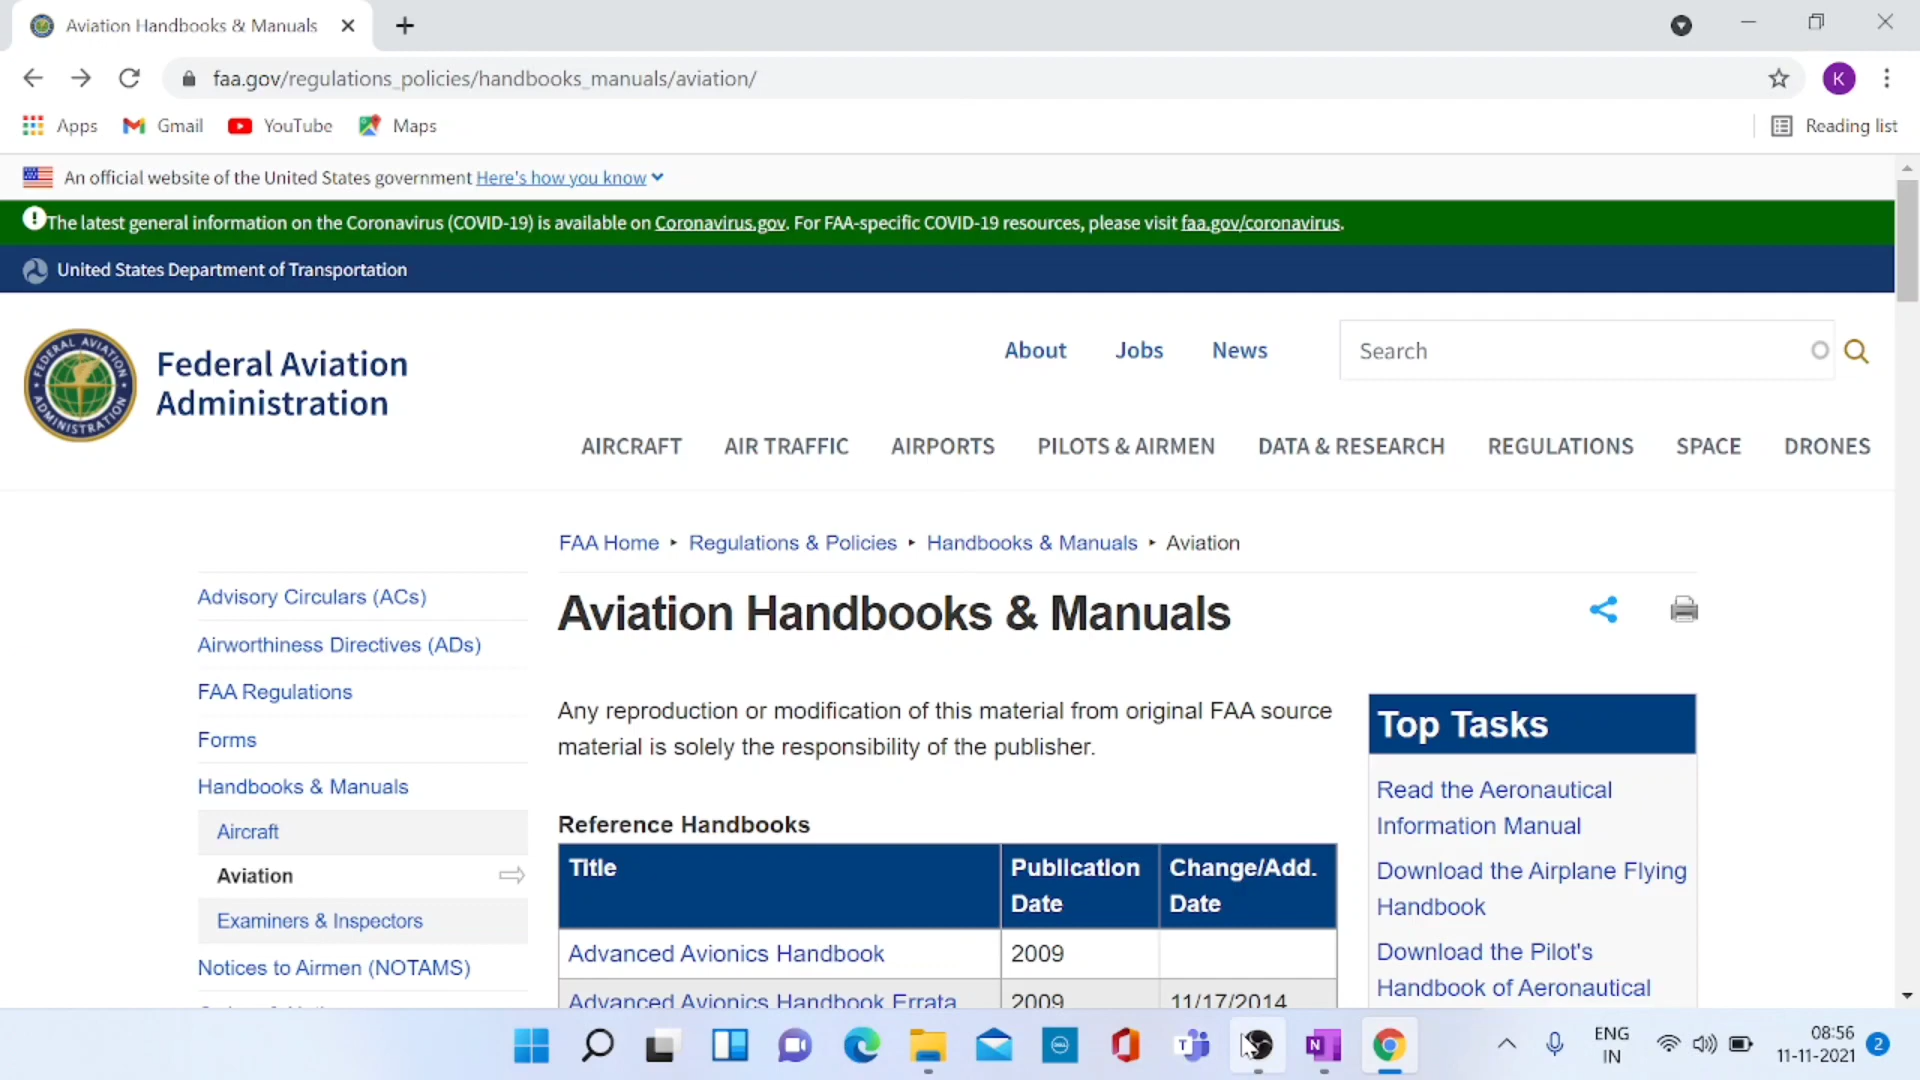 Aviation Handbooks & Manuals
faa.gov/regulations_policies/handbooks_manuals/aviation/
K
Apps Gmail YouTube Maps Reading list
An official website of the United States government Here's how you know
The latest general information on the Coronavirus (COVID-19) is available on Coronavirus.gov. For FAA-specific COVID-19 resources, please visit faa.gov/coronavirus.
United States Department of Transportation
FEDERAL AVIATION ADMINISTRATION
Federal Aviation
Administration
About Jobs News Search
AIRCRAFT AIR TRAFFIC AIRPORTS PILOTS & AIRMEN DATA & RESEARCH REGULATIONS SPACE DRONES
FAA Home ▸ Regulations & Policies ▸ Handbooks & Manuals ▸ Aviation
Advisory Circulars (ACs)
Airworthiness Directives (ADs)
FAA Regulations
Forms
Handbooks & Manuals
Aircraft
Aviation
Examiners & Inspectors
Notices to Airmen (NOTAMS)
Aviation Handbooks & Manuals
Any reproduction or modification of this material from original FAA source
material is solely the responsibility of the publisher.
Reference Handbooks
Title Publication Date Change/Add. Date
Advanced Avionics Handbook 2009
Advanced Avionics Handbook Errata 2009 11/17/2014
Top Tasks
Read the Aeronautical
Information Manual
Download the Airplane Flying
Handbook
Download the Pilot's
Handbook of Aeronautical
ENG
IN
08:56
11-11-2021
2